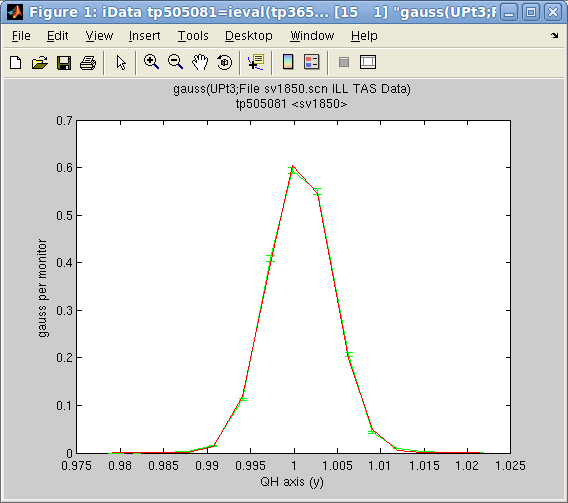 Figure 1: iData tp505081=ieval(tp365... [15 1] "gauss(UPt3;F
File Edit View Insert Tools Desktop Window Help
gauss(UPt3;File sv1850.scn ILL TAS Data)
tp505081 <sv1850>
gauss per monitor
0.7
0.6
0.5
0.4
0.3
0.2
0.1
0
0.975 0.98 0.985 0.99 0.995 1 1.005 1.01 1.015 1.02 1.025
QH axis (y)